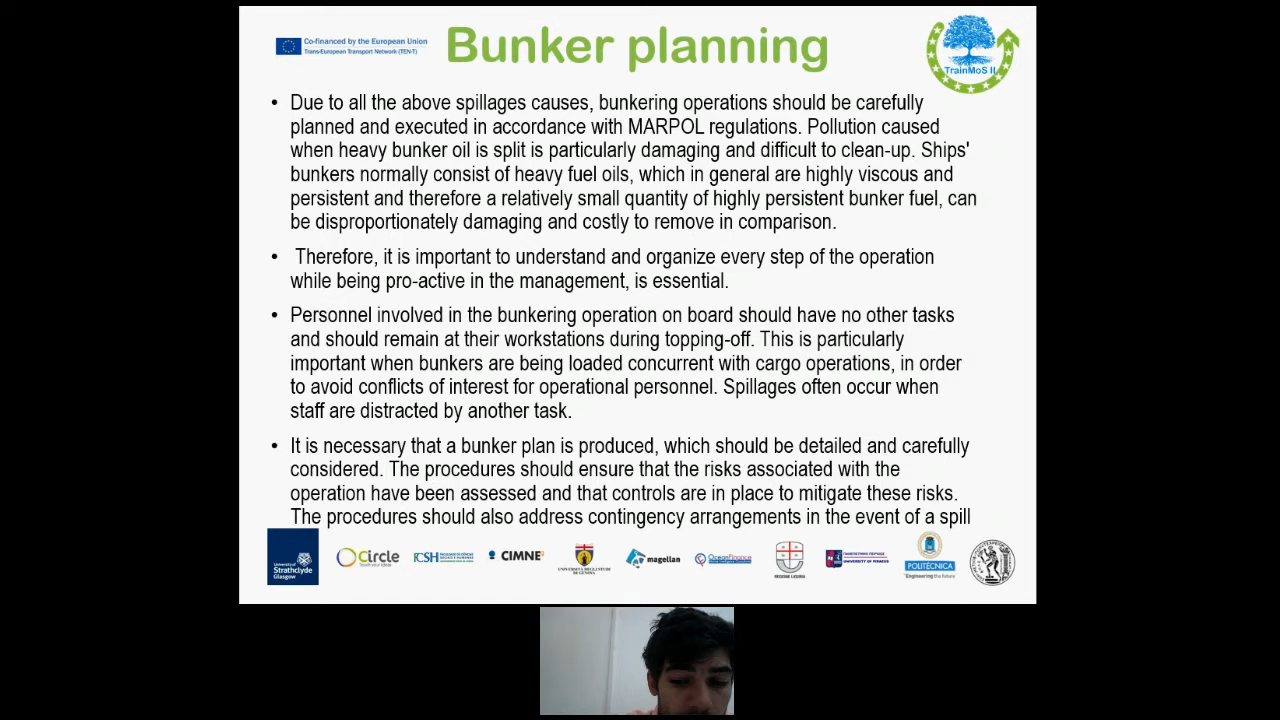 Co-financed by the European Union
Trans-European Transport Network (TEN-T)
Bunker planning
TrainMoS II
• Due to all the above spillages causes, bunkering operations should be carefully
planned and executed in accordance with MARPOL regulations. Pollution caused
when heavy bunker oil is split is particularly damaging and difficult to clean-up. Ships'
bunkers normally consist of heavy fuel oils, which in general are highly viscous and
persistent and therefore a relatively small quantity of highly persistent bunker fuel, can
be disproportionately damaging and costly to remove in comparison.
• Therefore, it is important to understand and organize every step of the operation
while being pro-active in the management, is essential.
• Personnel involved in the bunkering operation on board should have no other tasks
and should remain at their workstations during topping-off. This is particularly
important when bunkers are being loaded concurrent with cargo operations, in order
to avoid conflicts of interest for operational personnel. Spillages often occur when
staff are distracted by another task.
• It is necessary that a bunker plan is produced, which should be detailed and carefully
considered. The procedures should ensure that the risks associated with the
operation have been assessed and that controls are in place to mitigate these risks.
The procedures should also address contingency arrangements in the event of a spill
University of
Strathclyde
Glasgow
Circle
FCSH
CIMNE
UNIVERSITÀ DEGLI STUDI
DI GENOVA
magellan
OceanFinance
REGIONE LIGURIA
UNIVERSITY OF PIRAEUS
POLITÉCNICA
"Engineering the future"